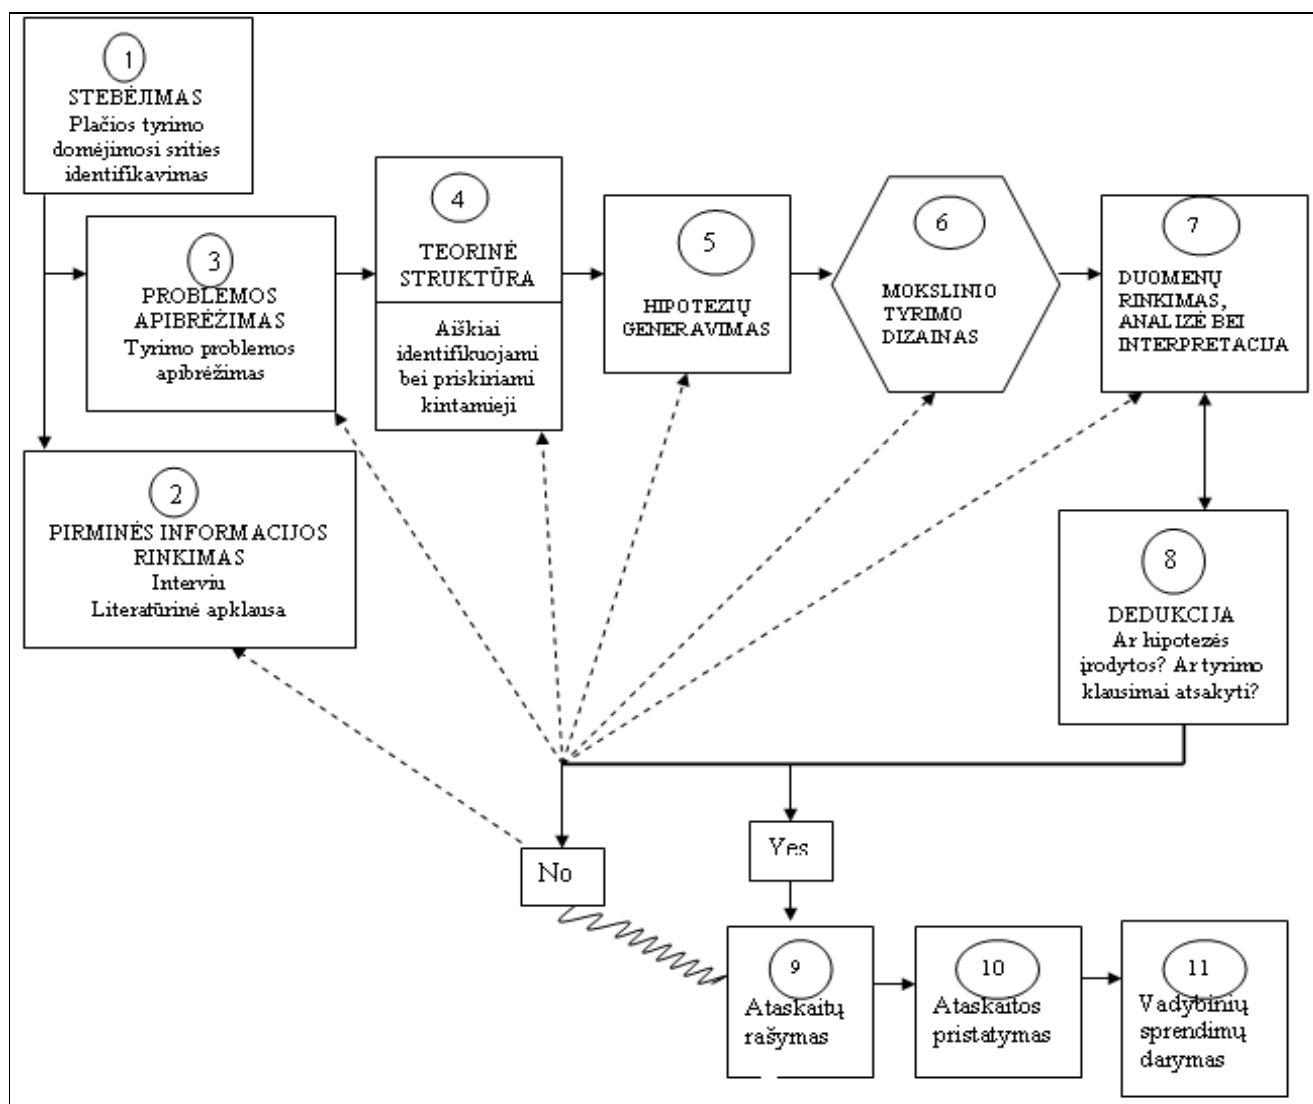 1
STEBĖJIMAS
Plačios tyrimo
domėjimosi srities
identifikavimas
3
PROBLEMOS
APIBRĖŽIMAS
Tyrimo problemos
apibrėžimas
2
PIRMINĖS INFORMACIJOS
RINKIMAS
Interviu
Literatūrinė apklausa
4
TEORINĖ
STRUKTŪRA
Aiškiai
identifikuojami
bei priskiriami
kintamieji
5
HIPOTEZIŲ
GENERAVIMAS
6
MOKSLINIO
TYRIMO
DIZAINAS
7
DUOMENŲ
RINKIMAS,
ANALIZĖ BEI
INTERPRETACIJA
8
DEDUKCIJA
Ar hipotezės
įrodytos? Ar tyrimo
klausimai atsakyti?
No
Yes
9
Ataskaitų
rašymas
10
Ataskaitos
pristatymas
11
Vadybinių
sprendimų
darymas